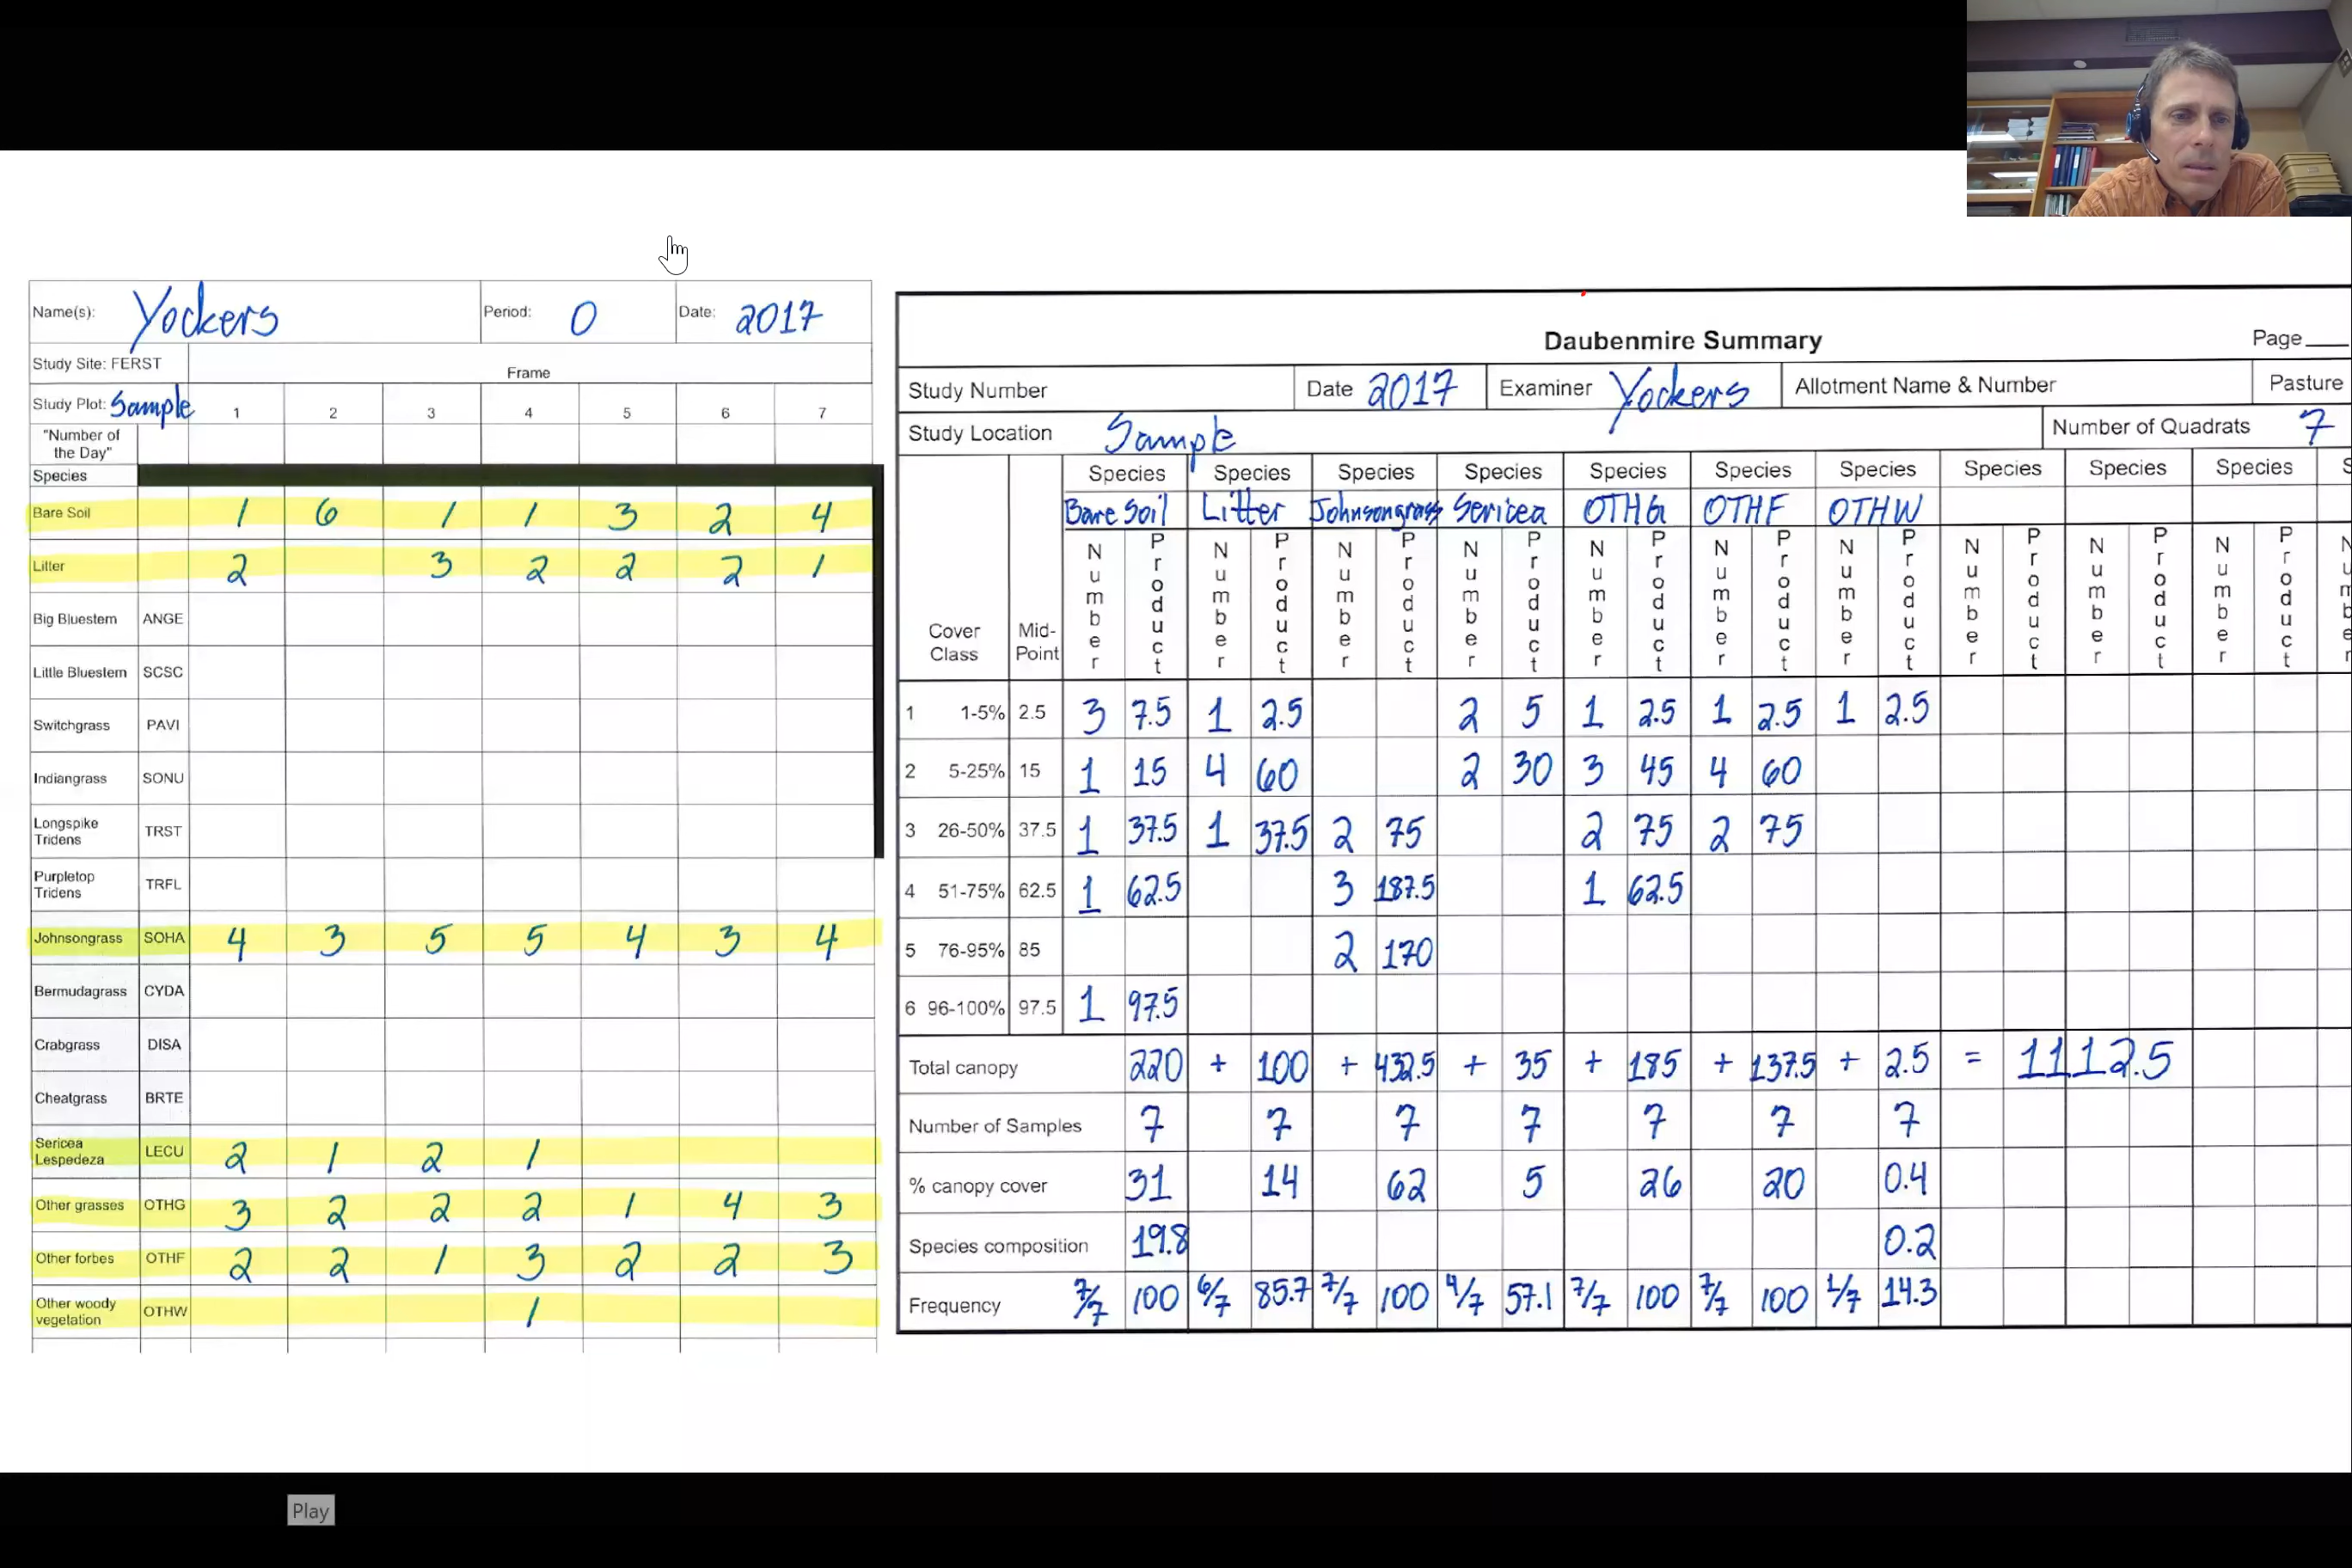 Name(s): Yockers Period: 0 Date: 2017
Study Site: FERST Frame
Study Plot: Sample 1 2 3 4 5 6 7
"Number of
the Day"
Species
Bare Soil 1 6 1 1 3 2 4
Litter 2 3 2 2 2 1
Big Bluestem ANGE
Little Bluestem SCSC
Switchgrass PAVI
Indiangrass SONU
Longspike
Tridens TRST
Purpletop
Tridens TRFL
Johnsongrass SOHA 4 3 5 5 4 3 4
Bermudagrass CYDA
Crabgrass DISA
Cheatgrass BRTE
Sericea
Lespedeza LECU 2 1 2 1
Other grasses OTHG 3 2 2 2 1 4 3
Other forbes OTHF 2 2 1 3 2 2 3
Other woody
vegetation OTHW 1
Daubenmire Summary Page
Study Number Date 2017 Examiner Yockers Allotment Name & Number Pasture
Study Location Sample Number of Quadrats 7
Species Species Species Species Species Species Species Species Species Species S
Bare Soil Litter Johnsongrass Sericea OTHG OTHF OTHW
Cover Class Mid-Point Number Product Number Product Number Product Number Product Number Product Number Product Number Product Number Product Number Product Number Product
1 1-5% 2.5 3 7.5 1 2.5 2 5 1 2.5 1 2.5 1 2.5
2 5-25% 15 1 15 4 60 2 30 3 45 4 60
3 26-50% 37.5 1 37.5 1 37.5 2 75 2 75 2 75
4 51-75% 62.5 1 62.5 3 187.5 1 62.5
5 76-95% 85 2 170
6 96-100% 97.5 1 97.5
Total canopy 220 + 100 + 432.5 + 35 + 185 + 137.5 + 2.5 = 1112.5
Number of Samples 7 7 7 7 7 7 7
% canopy cover 31 14 62 5 26 20 0.4
Species composition 19.8 0.2
Frequency 7/7 100 6/7 85.7 7/7 100 4/7 57.1 7/7 100 7/7 100 1/7 14.3
Play